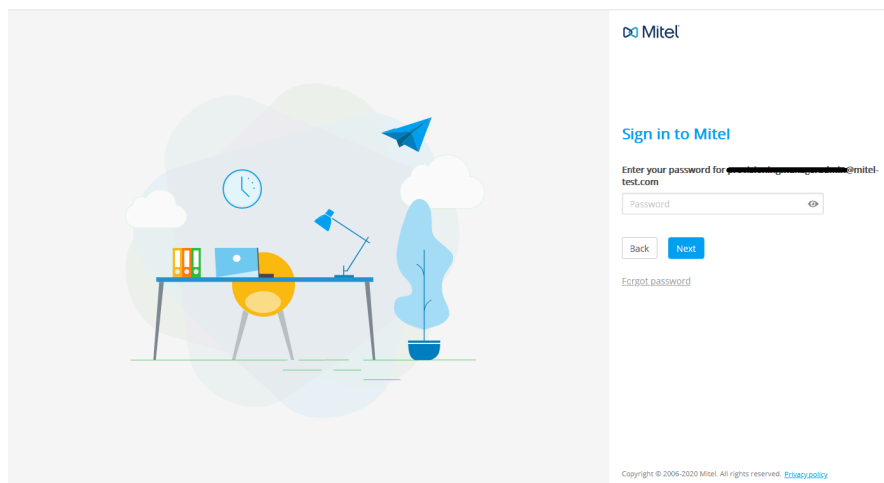 Mitel
Sign in to Mitel
Enter your password for @mitel-
test.com
Password
Back
Next
Forgot password
Copyright © 2006-2020 Mitel. All rights reserved. Privacy policy